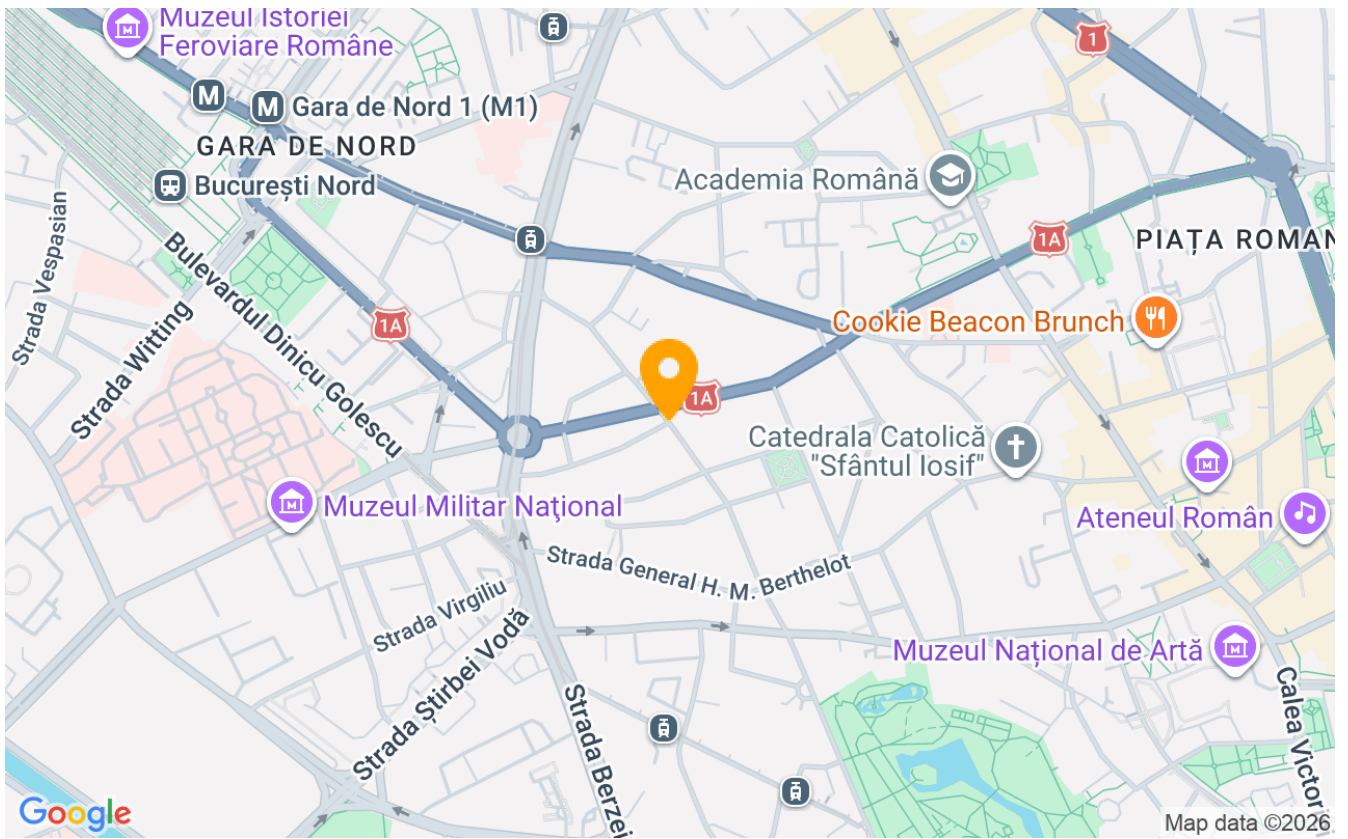 Muzeul Istoriei
Feroviare Române
1
M
M
Gara de Nord 1 (M1)
GARA DE NORD
București Nord
Academia Română
Strada Vespasian
Bulevardul Dinicu Golescu
Strada Witting
1A
1A
PIAȚA ROMAN
Cookie Beacon Brunch
1A
Catedrala Catolică
"Sfântul Iosif"
Muzeul Militar Naţional
Ateneul Român
Strada General H. M. Berthelot
Strada Virgiliu
Strada Știrbei Vodă
Muzeul Național de Artă
Strada Berzei
Calea Victori
Google
Map data ©2026